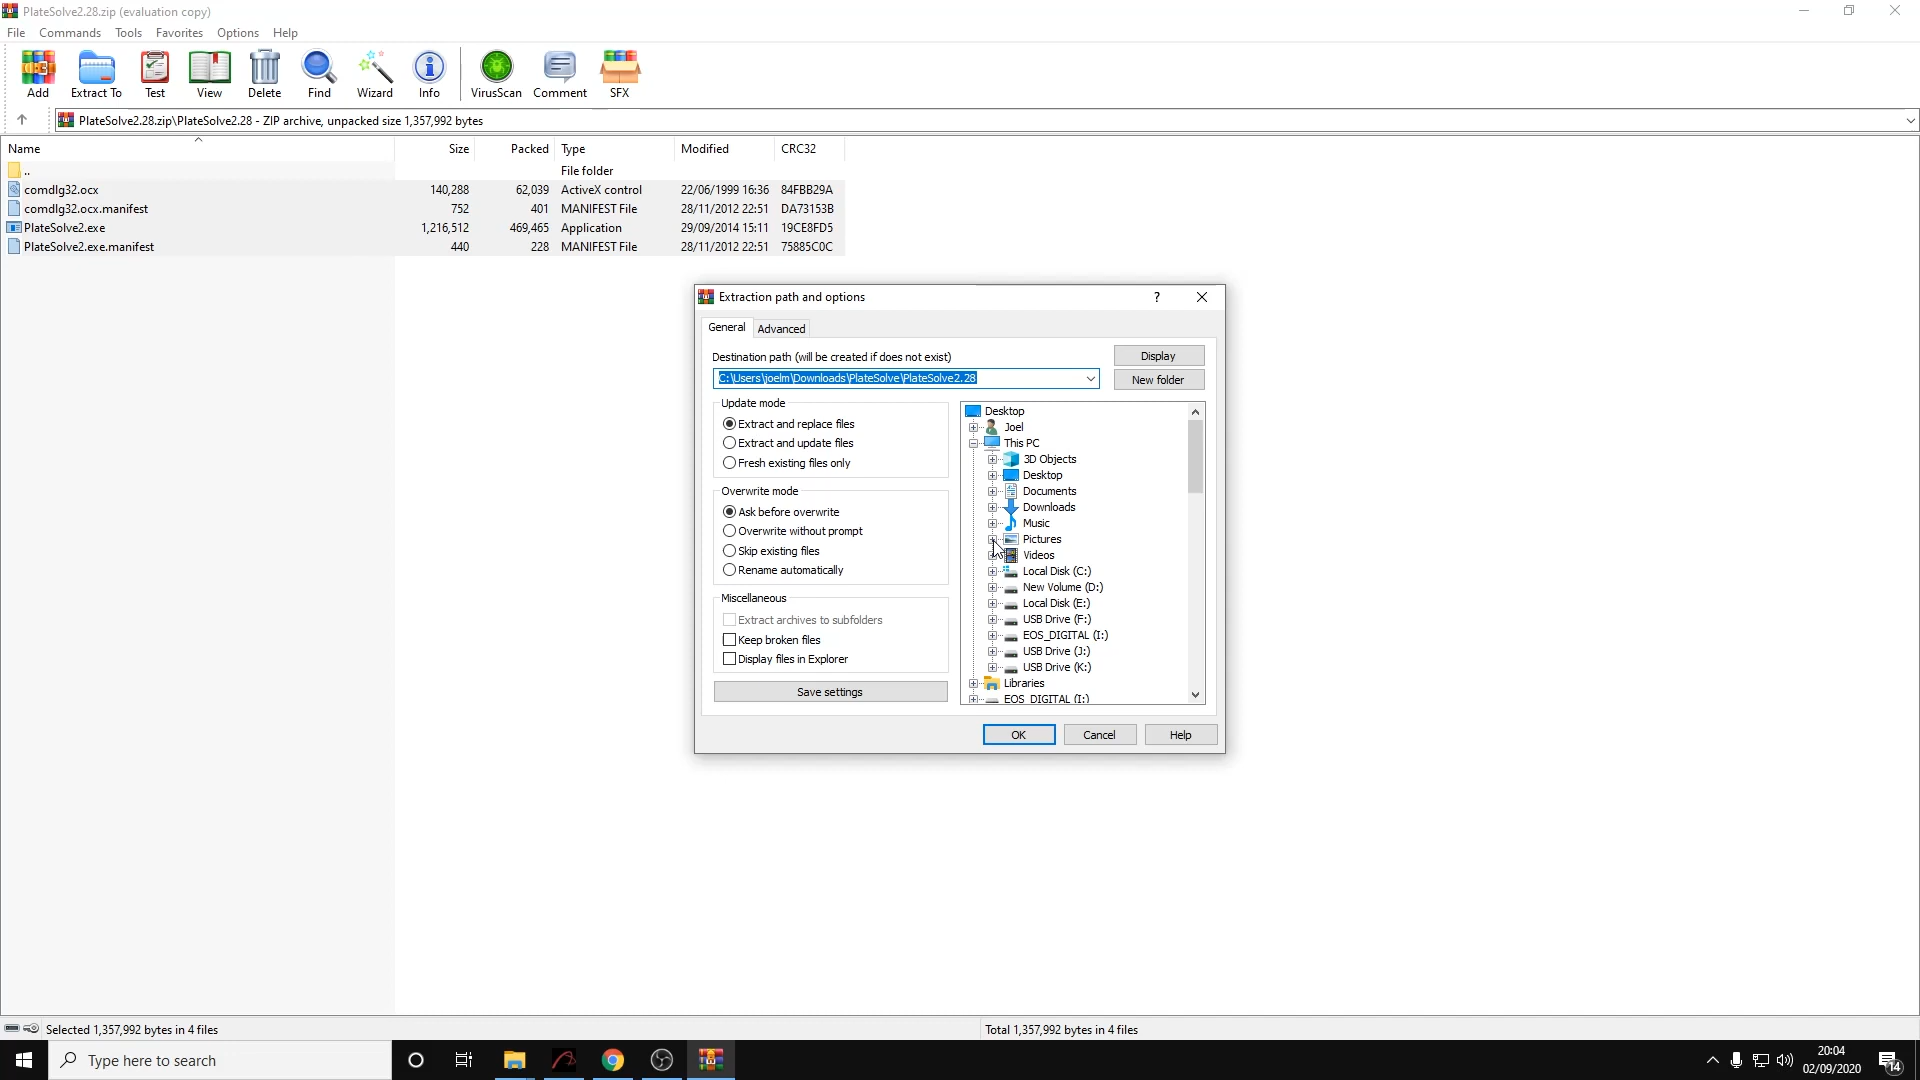 PlateSolve2.28.zip (evaluation copy)
File Commands Tools Favorites Options Help
Add Extract To Test View Delete Find Wizard Info VirusScan Comment SFX
PlateSolve2.28.zip\PlateSolve2.28 - ZIP archive, unpacked size 1,357,992 bytes
Name Size Packed Type Modified CRC32
.. File folder
comdlg32.ocx 140,288 62,039 ActiveX control 22/06/1999 16:36 84FBB29A
comdlg32.ocx.manifest 752 401 MANIFEST File 28/11/2012 22:51 DA73153B
PlateSolve2.exe 1,216,512 469,465 Application 29/09/2014 15:11 19CE8FD5
PlateSolve2.exe.manifest 440 228 MANIFEST File 28/11/2012 22:51 75885C0C
Extraction path and options
?
General Advanced
Destination path (will be created if does not exist)
Display
C:\Users\joelm\Downloads\PlateSolve\PlateSolve2.28
New folder
Update mode
Extract and replace files
Extract and update files
Fresh existing files only
Overwrite mode
Ask before overwrite
Overwrite without prompt
Skip existing files
Rename automatically
Miscellaneous
Extract archives to subfolders
Keep broken files
Display files in Explorer
Save settings
Desktop
Joel
This PC
3D Objects
Desktop
Documents
Downloads
Music
Pictures
Videos
Local Disk (C:)
New Volume (D:)
Local Disk (E:)
USB Drive (F:)
EOS_DIGITAL (I:)
USB Drive (J:)
USB Drive (K:)
Libraries
EOS_DIGITAL (I:)
OK Cancel Help
Selected 1,357,992 bytes in 4 files
Total 1,357,992 bytes in 4 files
Type here to search
20:04
02/09/2020
14